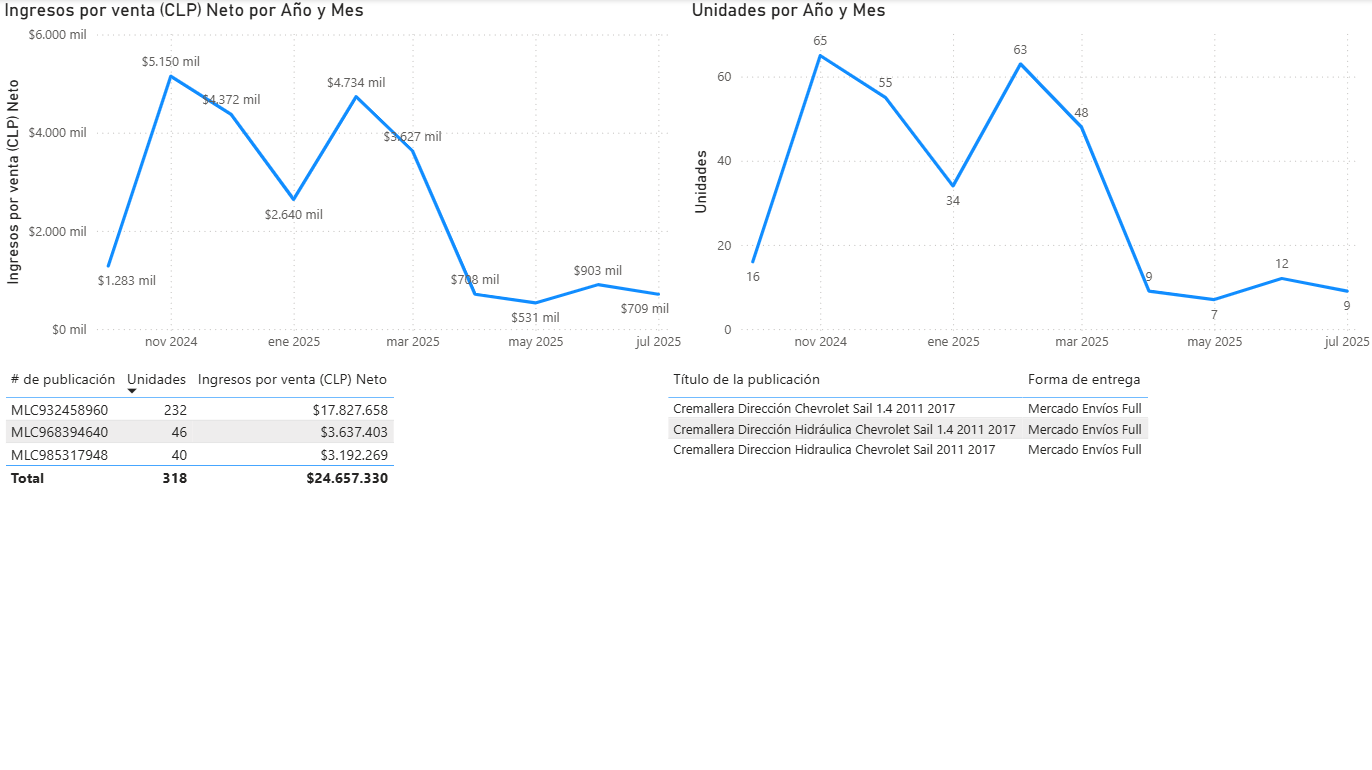 Ingresos por venta (CLP) Neto por Año y Mes
Ingresos por venta (CLP) Neto
$6.000 mil
$4.000 mil
$2.000 mil
$0 mil
$1.283 mil
$5.150 mil
$4.372 mil
$2.640 mil
$4.734 mil
$3.627 mil
$708 mil
$531 mil
$903 mil
$709 mil
nov 2024
ene 2025
mar 2025
may 2025
jul 2025
Unidades por Año y Mes
Unidades
60
40
20
0
16
65
55
34
63
48
9
7
12
9
nov 2024
ene 2025
mar 2025
may 2025
jul 2025
# de publicación Unidades Ingresos por venta (CLP) Neto
MLC932458960 232 $17.827.658
MLC968394640 46 $3.637.403
MLC985317948 40 $3.192.269
Total 318 $24.657.330
Título de la publicación Forma de entrega
Cremallera Dirección Chevrolet Sail 1.4 2011 2017 Mercado Envíos Full
Cremallera Dirección Hidráulica Chevrolet Sail 1.4 2011 2017 Mercado Envíos Full
Cremallera Direccion Hidraulica Chevrolet Sail 2011 2017 Mercado Envíos Full